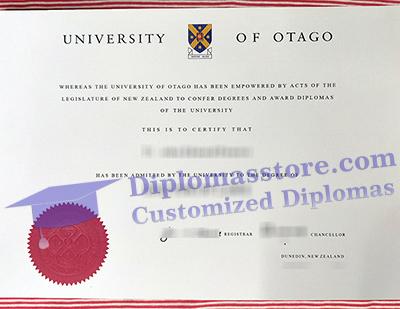 UNIVERSITY OF OTAGO
WHEREAS THE UNIVERSITY OF OTAGO HAS BEEN EMPOWERED BY ACTS OF THE
LEGISLATURE OF NEW ZEALAND TO CONFER DEGREES AND AWARD DIPLOMAS
OF THE UNIVERSITY
THIS IS TO CERTIFY THAT
HAS BEEN ADMITTED BY THE UNIVERSITY TO THE DEGREE OF
Diplomasstore.com
Customized Diplomas
REGISTRAR CHANCELLOR
DUNEDIN, NEW ZEALAND